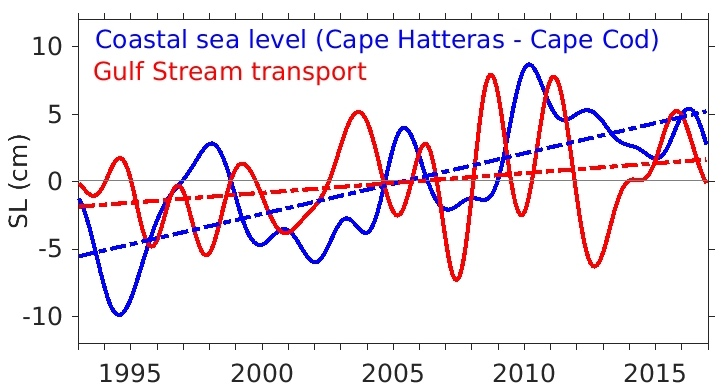 Coastal sea level (Cape Hatteras - Cape Cod)
Gulf Stream transport
SL (cm)
10
5
0
-5
-10
1995 2000 2005 2010 2015